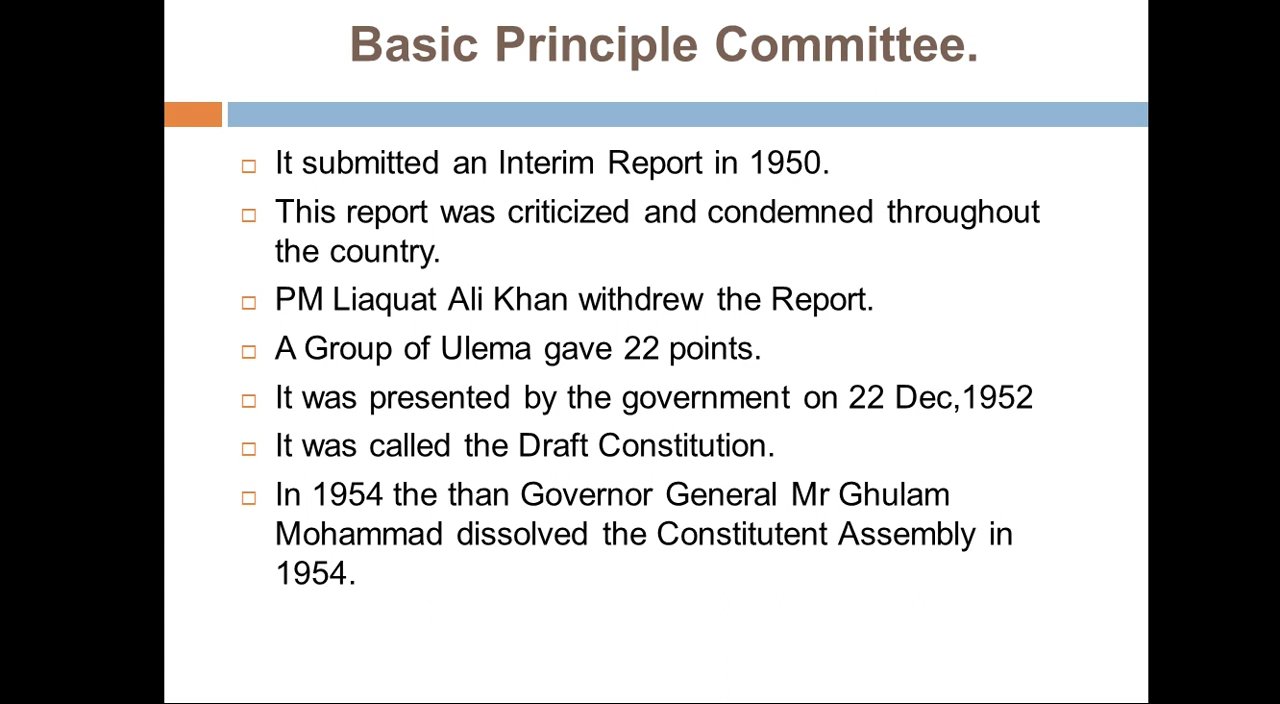 Basic Principle Committee.
It submitted an Interim Report in 1950.
This report was criticized and condemned throughout
the country.
PM Liaquat Ali Khan withdrew the Report.
A Group of Ulema gave 22 points.
It was presented by the government on 22 Dec,1952
It was called the Draft Constitution.
In 1954 the than Governor General Mr Ghulam
Mohammad dissolved the Constitutent Assembly in
1954.